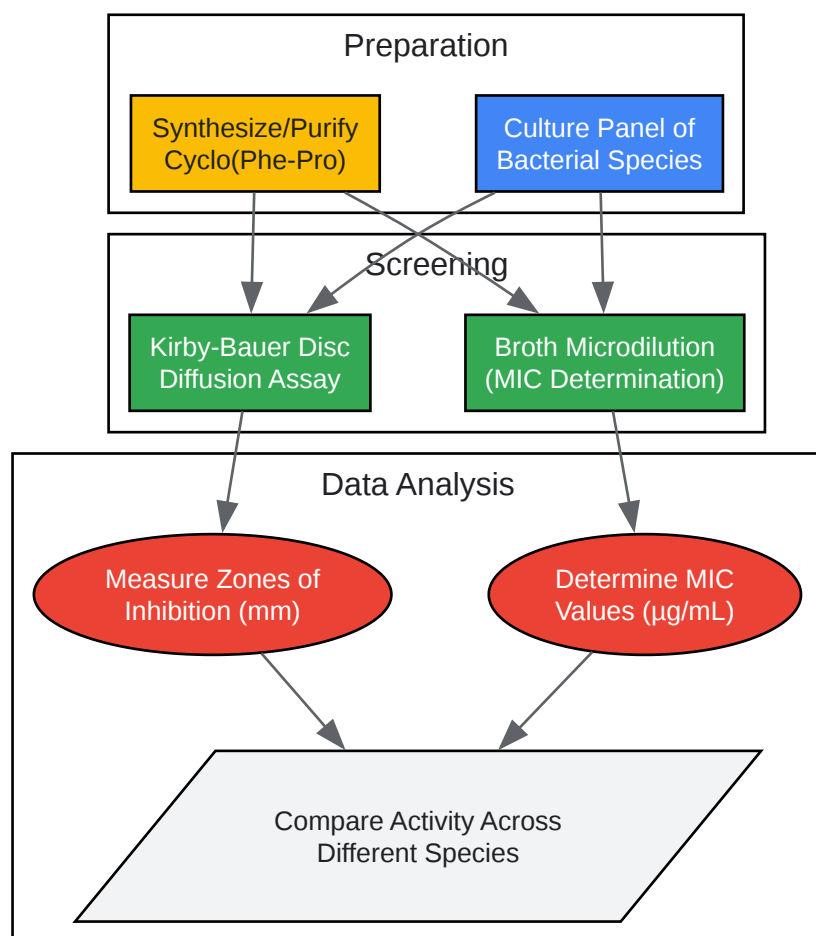 Preparation
Synthesize/Purify
Cyclo(Phe-Pro)
Culture Panel of
Bacterial Species
Screening
Kirby-Bauer Disc
Diffusion Assay
Broth Microdilution
(MIC Determination)
Data Analysis
Measure Zones of
Inhibition (mm)
Determine MIC
Values (µg/mL)
Compare Activity Across
Different Species